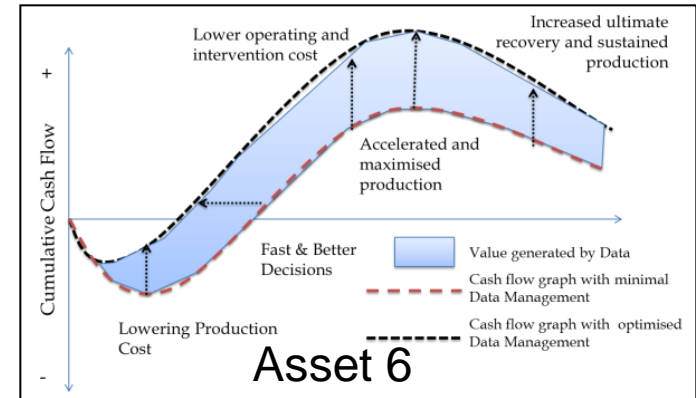 Lower operating and
intervention cost
Increased ultimate
recovery and sustained
production
+
Cumulative Cash Flow
Accelerated and
maximised
production
Fast & Better
Decisions
Value generated by Data
Cash flow graph with minimal
Data Management
Lowering Production
Cost
Cash flow graph with optimised
Data Management
Asset 6
-